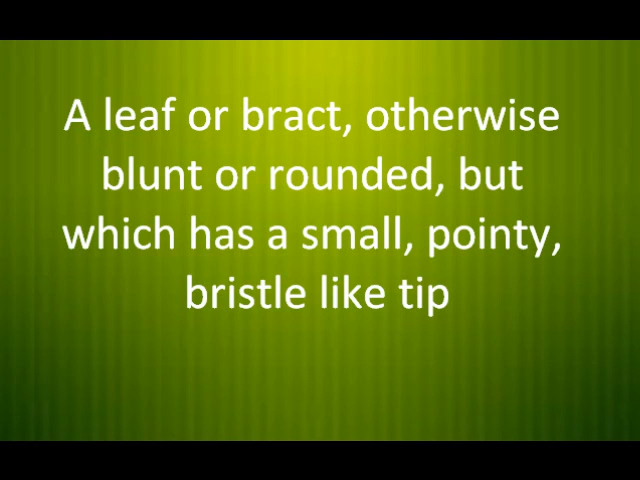 A leaf or bract, otherwise
blunt or rounded, but
which has a small, pointy,
bristle like tip